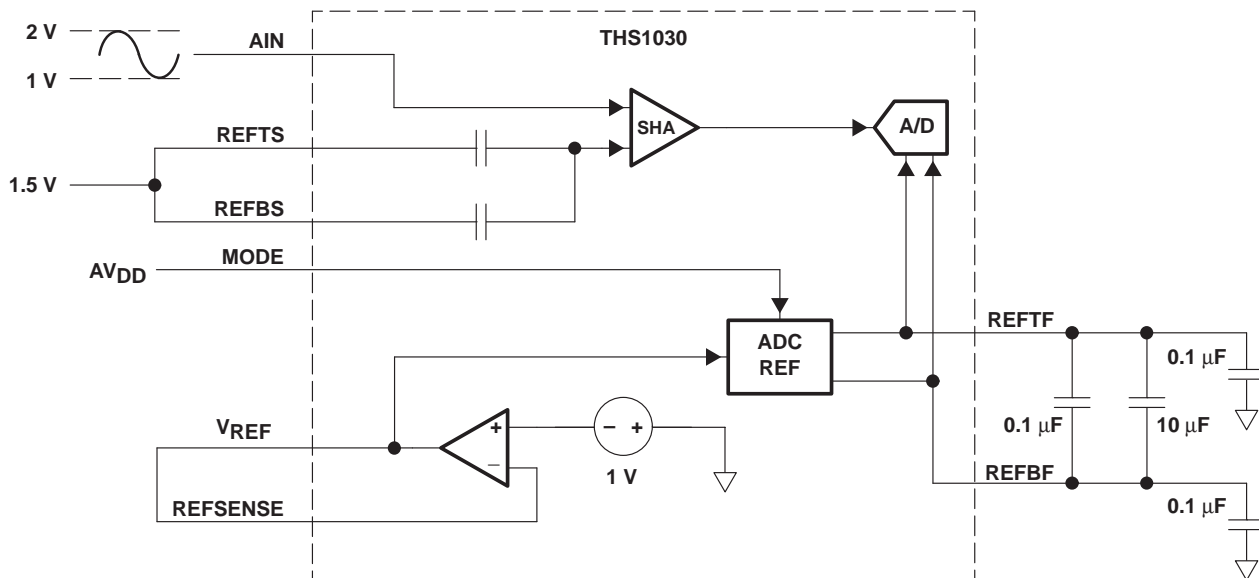 2 V
1 V
AIN
THS1030
SHA
A/D
REFTS
1.5 V
REFBS
MODE
AVDD
ADC
REF
REFTF
0.1 μF
0.1 μF
10 μF
VREF
+
−
− +
1 V
REFBF
REFSENSE
0.1 μF